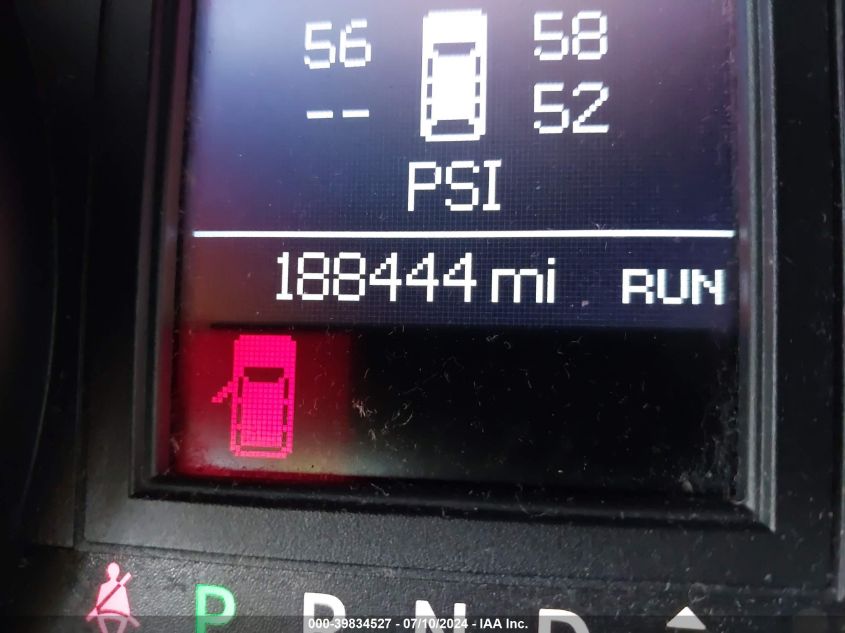 56 58
-- 52
PSI
188444 mi RUN
P R N D
000-39834527 - 07/10/2024 - IAA Inc.